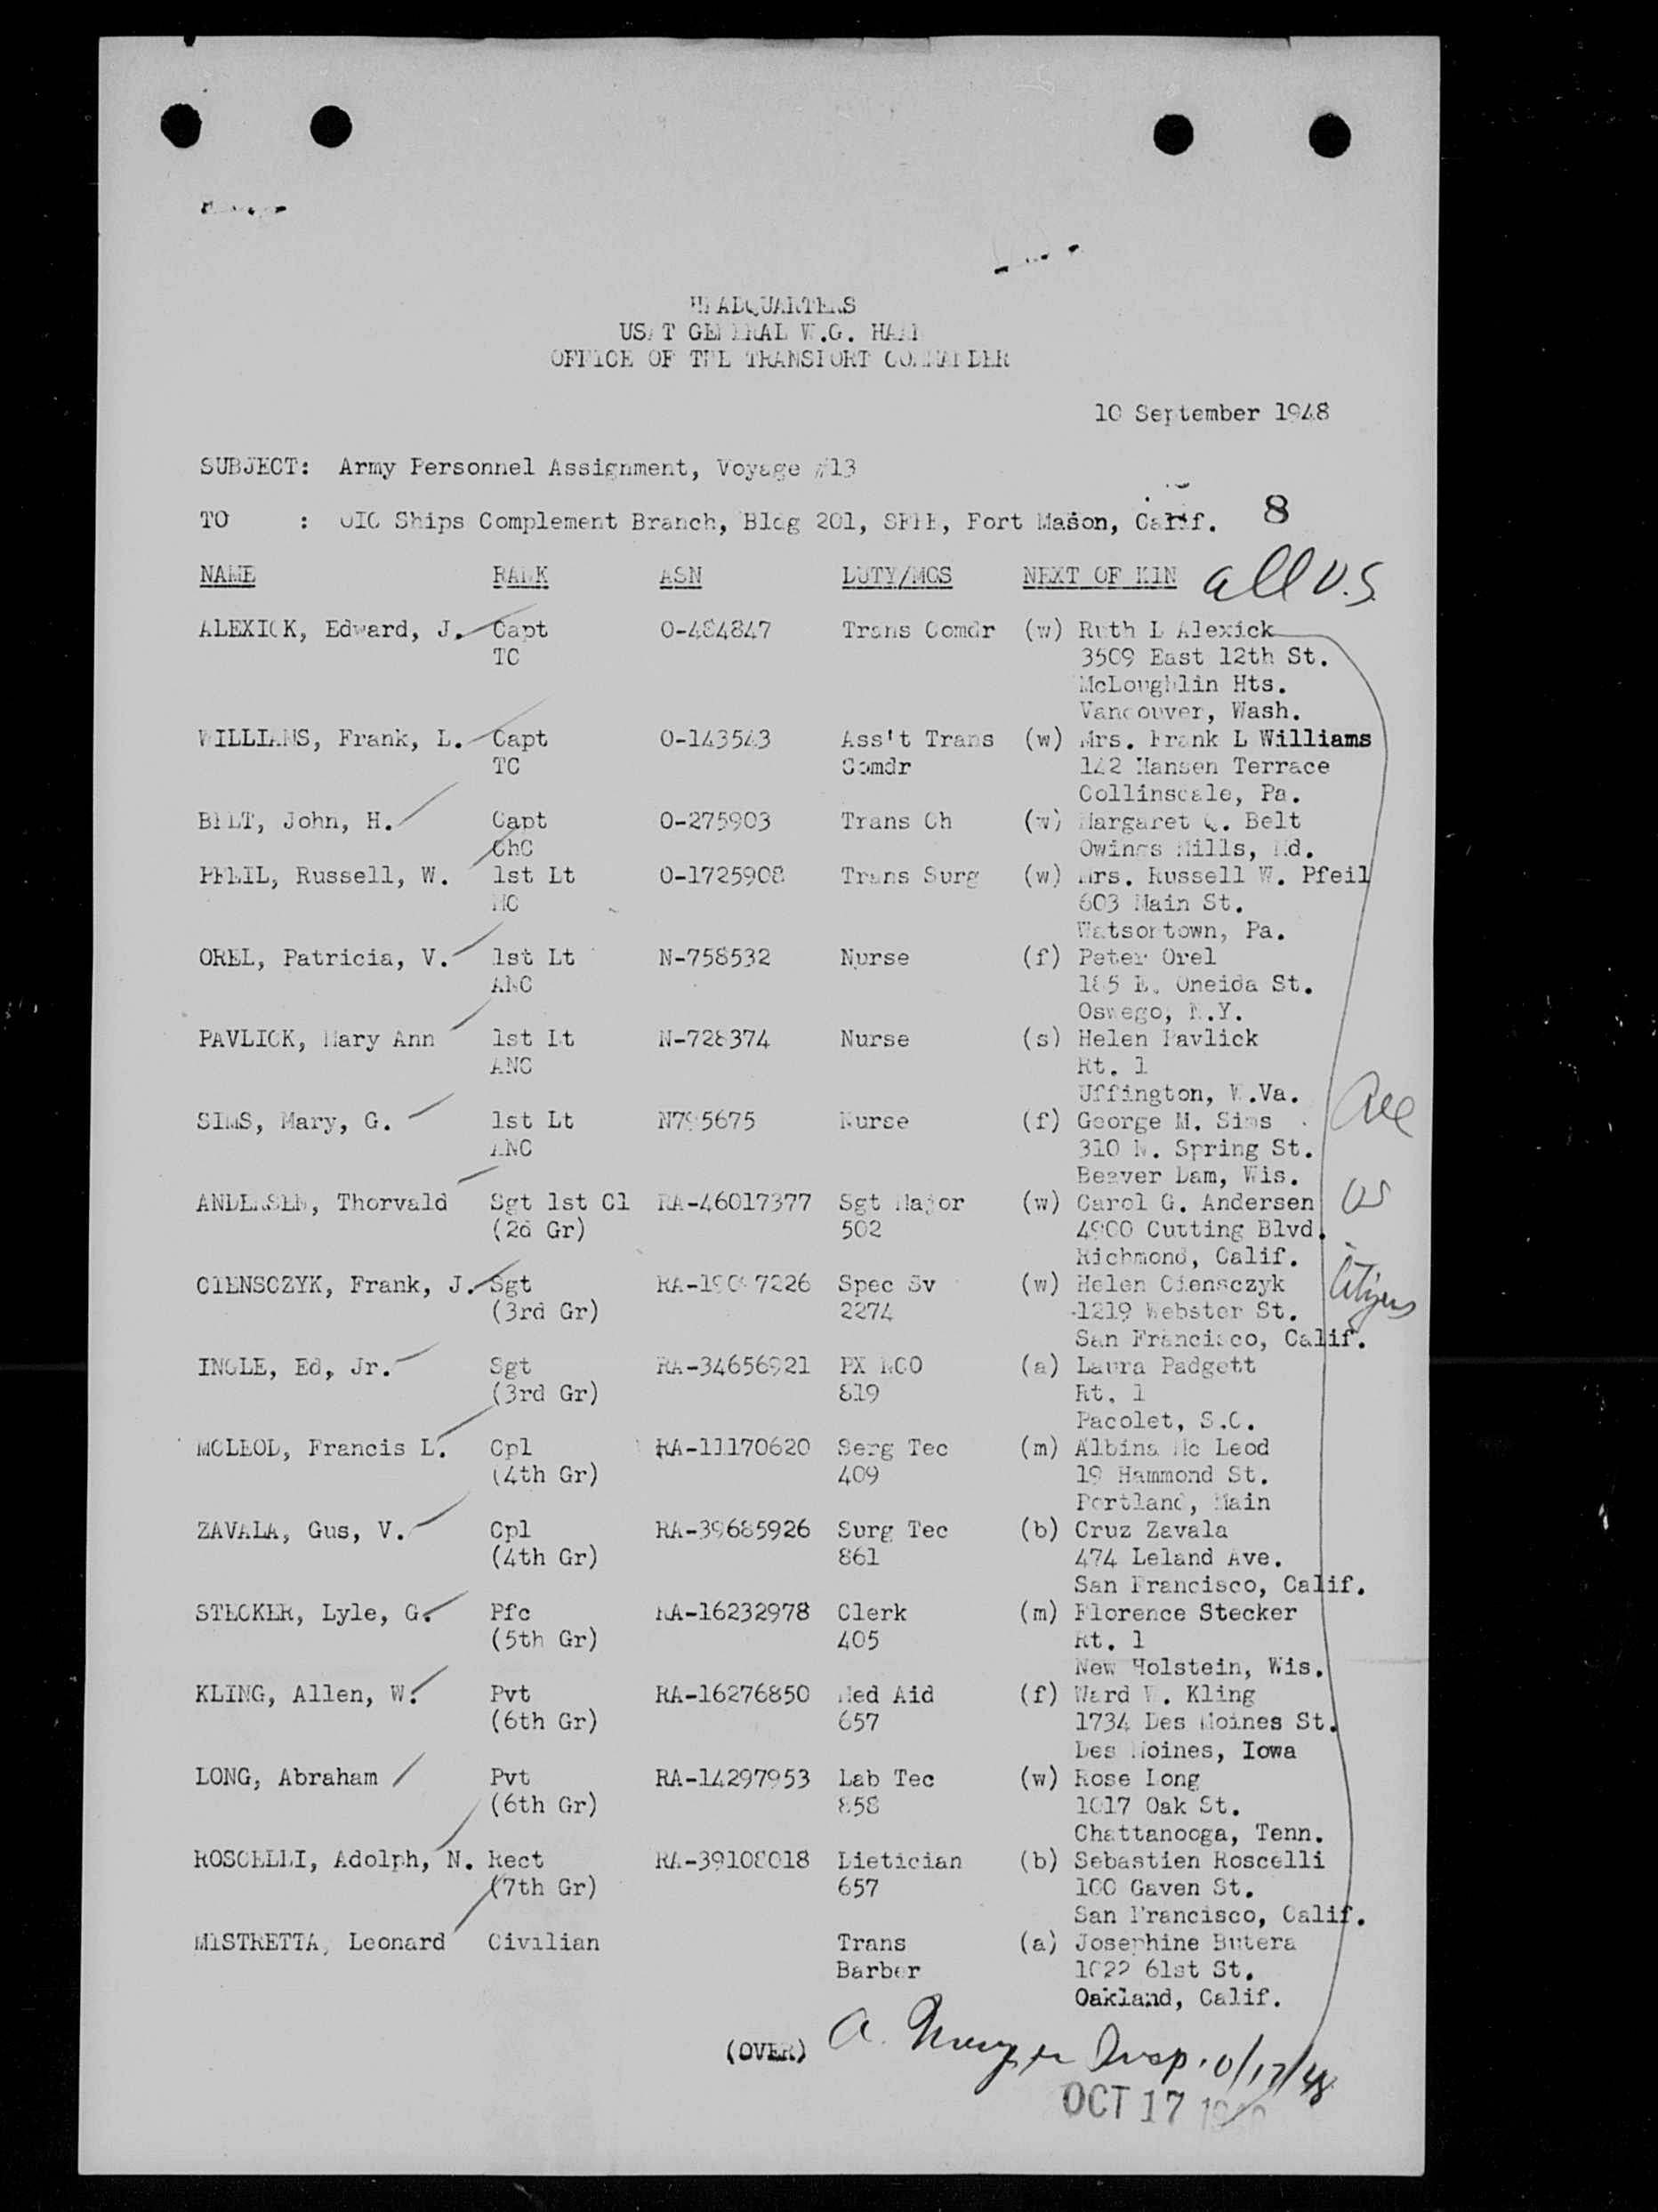 HEADQUARTERS
USAT GENERAL W.G. HAAN
OFFICE OF THE TRANSPORT COMMANDER
10 September 1948
SUBJECT: Army Personnel Assignment, Voyage #13
TO : OIC Ships Complement Branch, Bldg 201, SFPE, Fort Mason, Calif. 8
NAME RANK ASN DUTY/MOS NEXT OF KIN all U.S.
ALEXICK, Edward, J. Capt O-484847 Trans Comdr (w) Ruth L Alexick
TC 3509 East 12th St.
McLoughlin Hts.
Vancouver, Wash.
WILLIAMS, Frank, L. Capt O-143543 Ass't Trans (w) Mrs. Frank L Williams
TC Comdr 142 Hansen Terrace
Collinscale, Pa.
BELT, John, H. Capt O-275903 Trans Ch (w) Margaret Q. Belt
ChC Owings Mills, Md.
PFEIL, Russell, W. 1st Lt O-1725908 Trans Surg (w) Mrs. Russell W. Pfeil
MC 603 Main St.
Watsontown, Pa.
OREL, Patricia, V. 1st Lt N-758532 Nurse (f) Peter Orel
ANC 185 E. Oneida St.
Oswego, N.Y.
PAVLICK, Mary Ann 1st Lt N-728374 Nurse (s) Helen Pavlick
ANC Rt. 1
Uffington, W.Va.
SIMS, Mary, G. 1st Lt N795675 Nurse (f) George M. Sims All
ANC 310 N. Spring St.
Beaver Dam, Wis.
ANDERSEN, Thorvald Sgt 1st Cl RA-46017377 Sgt Major (w) Carol G. Andersen US
(2d Gr) 502 4900 Cutting Blvd.
Richmond, Calif.
CIENSCZYK, Frank, J. Sgt Spec Sv (w) Helen Ciensczyk Citizens
(3rd Gr) 2274 1219 Webster St.
San Francisco, Calif.
INGLE, Ed, Jr. Sgt RA-34656921 PX NCO (a) Laura Padgett
(3rd Gr) 819 Rt. 1
Pacolet, S.C.
MCLEOD, Francis L. Cpl RA-11170620 Serg Tec (m) Albina Mc Leod
(4th Gr) 409 19 Hammond St.
Portland, Main
ZAVALA, Gus, V. Cpl RA-39685926 Surg Tec (b) Cruz Zavala
(4th Gr) 861 474 Leland Ave.
San Francisco, Calif.
STECKER, Lyle, G. Pfc RA-16232978 Clerk (m) Florence Stecker
(5th Gr) 405 Rt. 1
New Holstein, Wis.
KLING, Allen, W. Pvt RA-16276850 Med Aid (f) Ward W. Kling
(6th Gr) 657 1734 Des Moines St.
Des Moines, Iowa
LONG, Abraham Pvt RA-14297953 Lab Tec (w) Rose Long
(6th Gr) 858 1017 Oak St.
Chattanooga, Tenn.
ROSCELLI, Adolph, N. Rect RA-39108018 Dietician (b) Sebastien Roscelli
(7th Gr) 657 100 Gaven St.
San Francisco, Calif.
MISTRETTA, Leonard Civilian Trans (a) Josephine Butera
Barber 1022 61st St.
Oakland, Calif.
(OVER) A. Insp. 10/17/48
OCT 17